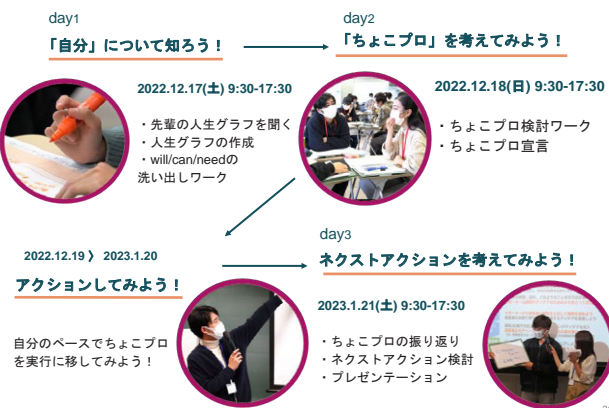 day1
「自分」について知ろう！
2022.12.17(土) 9:30-17:30
・先輩の人生グラフを聞く
・人生グラフの作成
・will/can/needの
洗い出しワーク
day2
「ちょこプロ」を考えてみよう！
2022.12.18(日) 9:30-17:30
・ちょこプロ検討ワーク
・ちょこプロ宣言
2022.12.19 〉 2023.1.20
アクションしてみよう！
自分のペースでちょこプロ
を実行に移してみよう！
day3
ネクストアクションを考えてみよう！
2023.1.21(土) 9:30-17:30
・ちょこプロの振り返り
・ネクストアクション検討
・プレゼンテーション